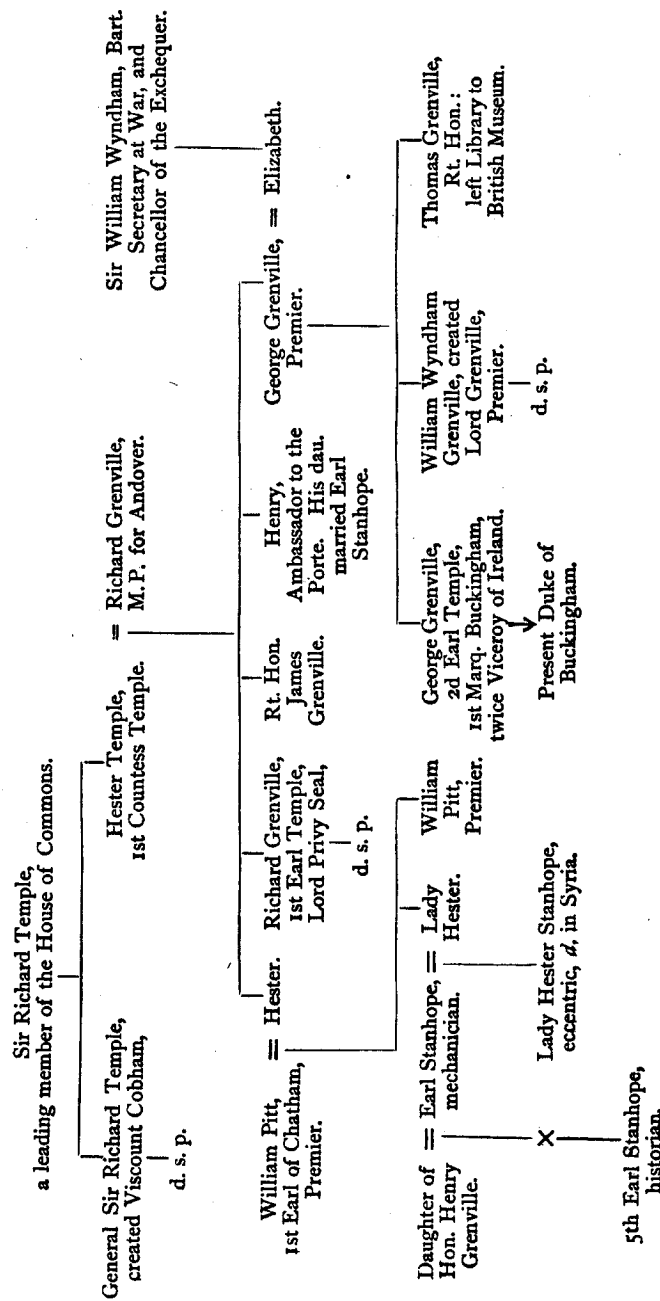 Sir Richard Temple,
a leading member of the House of Commons.
General Sir Richard Temple,
created Viscount Cobham,
d. s. p.
Hester Temple,
1st Countess Temple.
= Richard Grenville,
M.P. for Andover.
Sir William Wyndham, Bart.
Secretary at War, and
Chancellor of the Exchequer.
William Pitt,
1st Earl of Chatham,
Premier.
= Hester.
Richard Grenville,
1st Earl Temple,
Lord Privy Seal,
d. s. p.
Rt. Hon.
James
Grenville.
Henry,
Ambassador to the
Porte. His dau.
married Earl
Stanhope.
George Grenville,
Premier.
= Elizabeth.
Daughter of
Hon. Henry
Grenville.
= Earl Stanhope,
mechanician.
= Lady
Hester.
William
Pitt,
Premier.
George Grenville,
2d Earl Temple,
1st Marq. Buckingham,
twice Viceroy of Ireland.
William Wyndham
Grenville, created
Lord Grenville,
Premier.
d. s. p.
Thomas Grenville,
Rt. Hon.:
left Library to
British Museum.
×
Lady Hester Stanhope,
eccentric, d, in Syria.
Present Duke of
Buckingham.
5th Earl Stanhope,
historian.